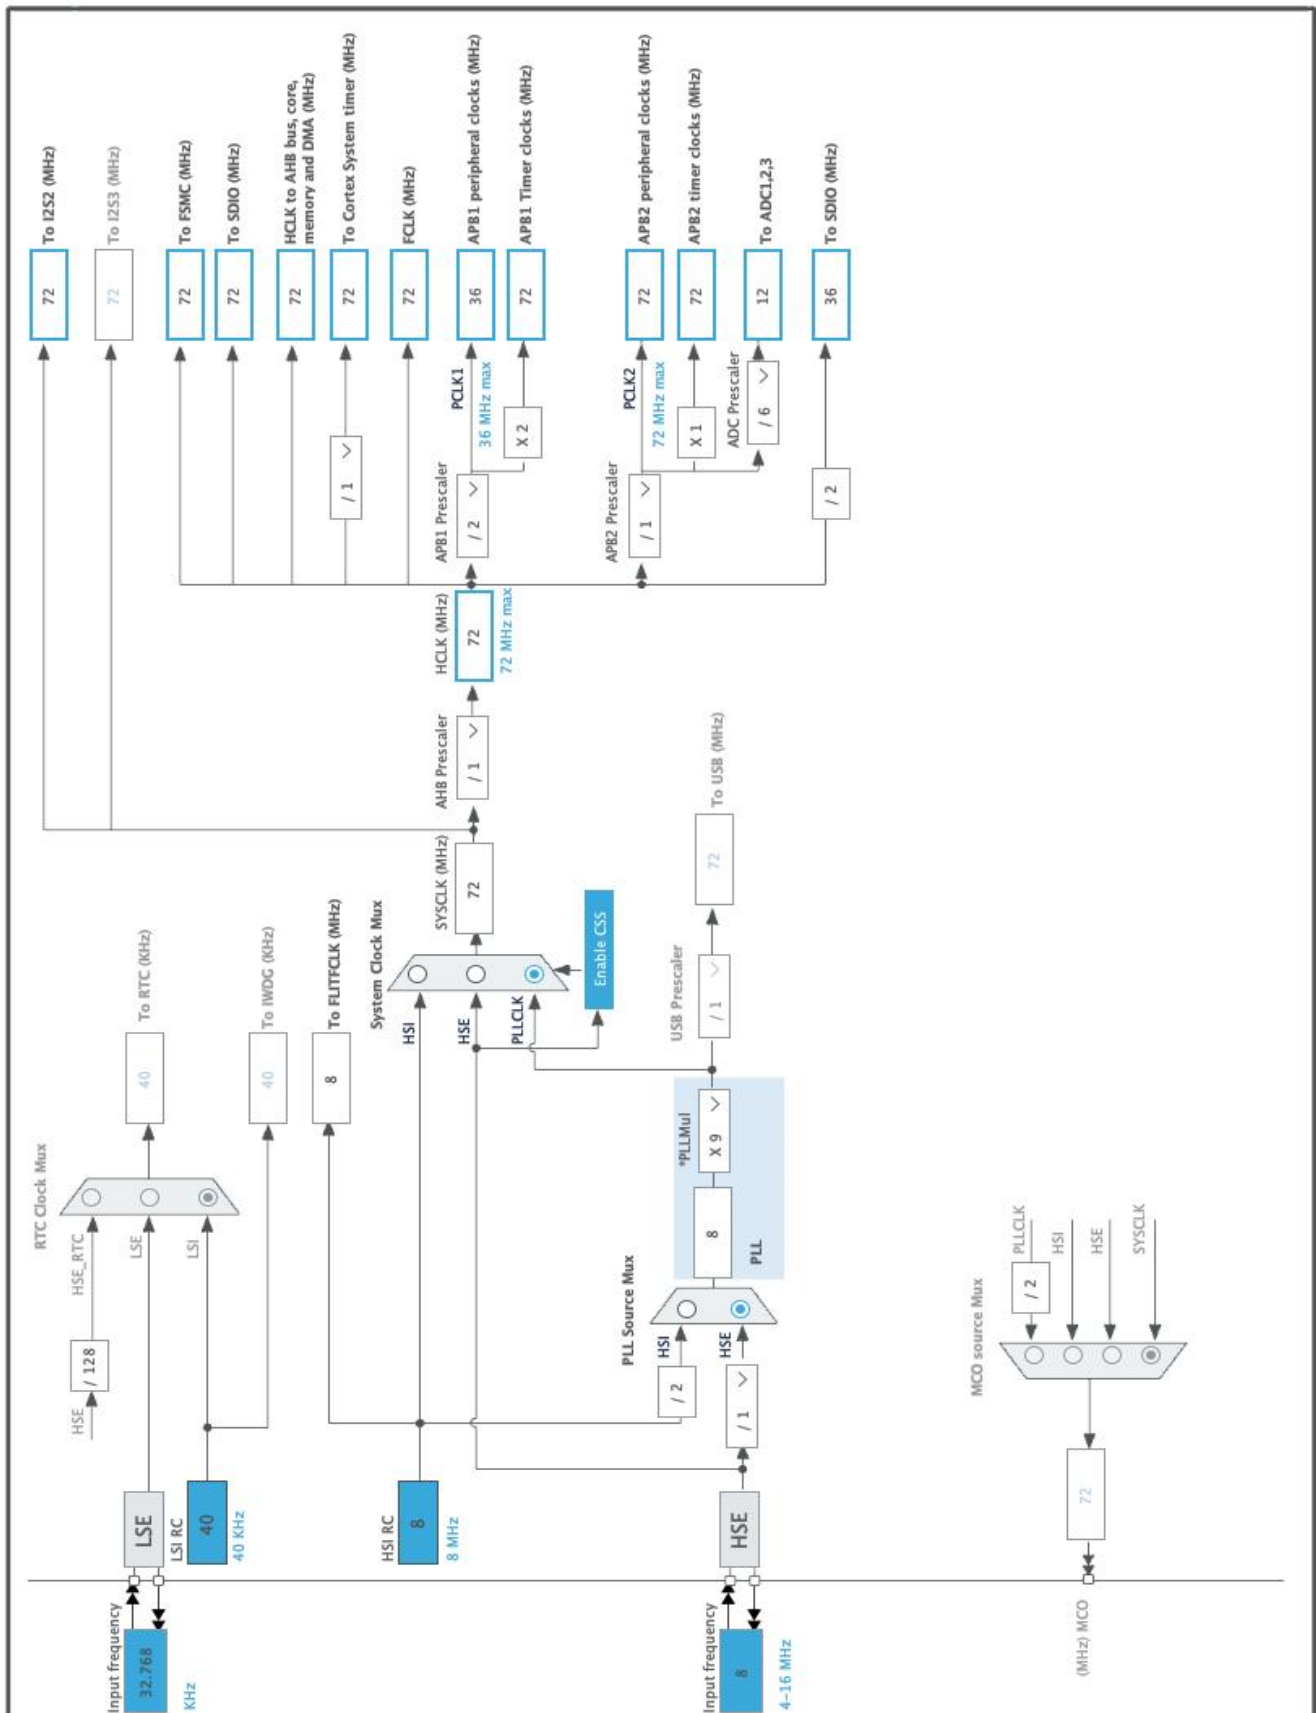 Input frequency
32.768
KHz
LSE
LSI RC
40
40 KHz
HSE
/ 128
HSE_RTC
LSE
LSI
RTC Clock Mux
40
To RTC (KHz)
40
To IWDG (KHz)
8
To FLITFCLK (MHz)
HSI RC
8
8 MHz
HSI
HSE
PLLCLK
System Clock Mux
Enable CSS
SYSCLK (MHz)
72
AHB Prescaler
/ 1
HCLK (MHz)
72
72 MHz max
72
To I2S2 (MHz)
72
To I2S3 (MHz)
72
To FSMC (MHz)
72
To SDIO (MHz)
72
HCLK to AHB bus, core,
memory and DMA (MHz)
/ 1
72
To Cortex System timer (MHz)
72
FCLK (MHz)
APB1 Prescaler
/ 2
PCLK1
36 MHz max
36
APB1 peripheral clocks (MHz)
X 2
72
APB1 Timer clocks (MHz)
APB2 Prescaler
/ 1
PCLK2
72 MHz max
72
APB2 peripheral clocks (MHz)
X 1
72
APB2 timer clocks (MHz)
ADC Prescaler
/ 6
12
To ADC1,2,3
/ 2
36
To SDIO (MHz)
Input frequency
8
4-16 MHz
HSE
/ 2
/ 1
HSI
HSE
PLL Source Mux
8
*PLLMul
X 9
PLL
USB Prescaler
/ 1
72
To USB (MHz)
(MHz) MCO
72
MCO source Mux
/ 2
PLLCLK
HSI
HSE
SYSCLK